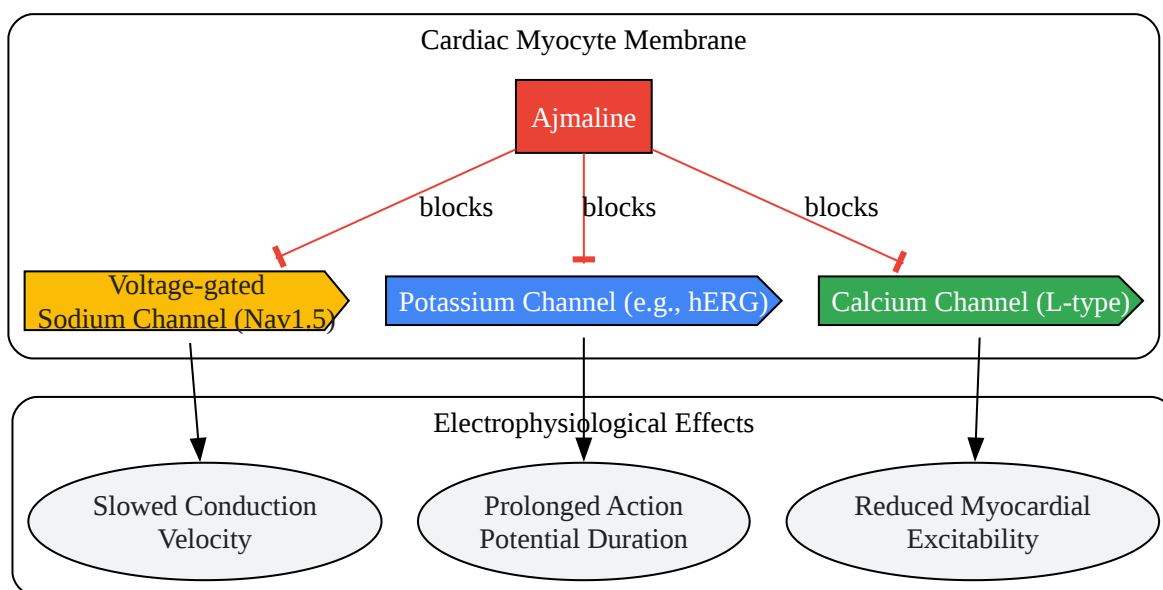 Cardiac Myocyte Membrane
Ajmaline
blocks
blocks
blocks
Voltage-gated
Sodium Channel (Nav1.5)
Potassium Channel (e.g., hERG)
Calcium Channel (L-type)
Electrophysiological Effects
Slowed Conduction
Velocity
Prolonged Action
Potential Duration
Reduced Myocardial
Excitability